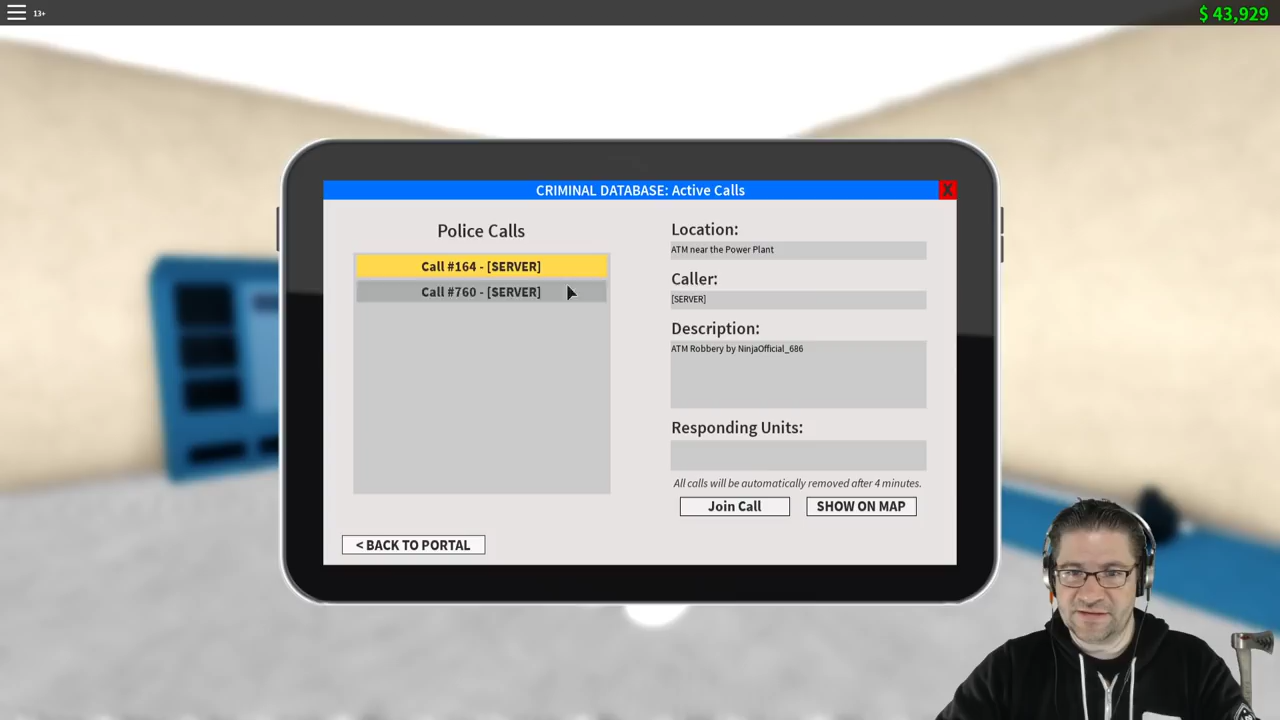 13+
$ 43,929
CRIMINAL DATABASE: Active Calls
X
Police Calls
Call #164 - [SERVER]
Call #760 - [SERVER]
< BACK TO PORTAL
Location:
ATM near the Power Plant
Caller:
[SERVER]
Description:
ATM Robbery by NinjaOfficial_686
Responding Units:
All calls will be automatically removed after 4 minutes.
Join Call
SHOW ON MAP